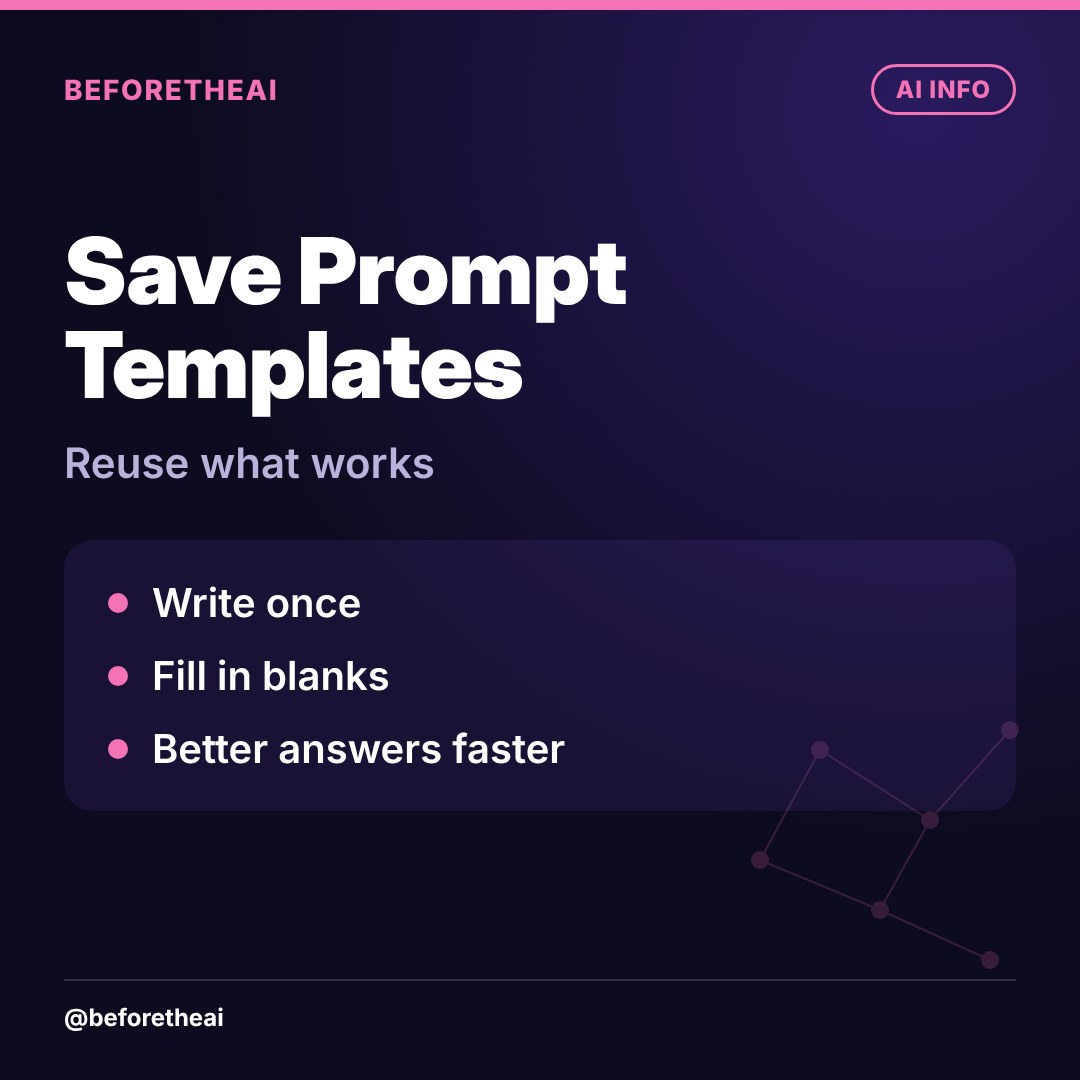 BEFORETHEAI
AI INFO
Save Prompt
Templates
Reuse what works
Write once
Fill in blanks
Better answers faster
@beforetheai